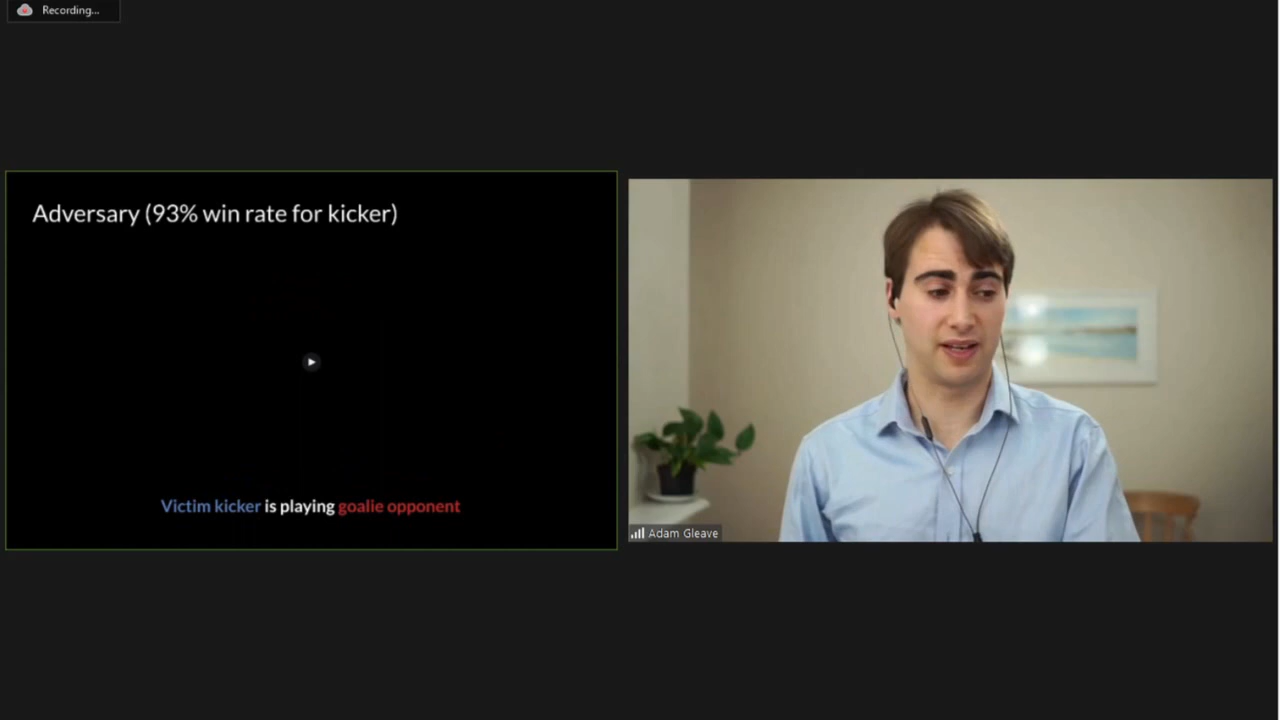 Recording...
Adversary (93% win rate for kicker)
Victim kicker is playing goalie opponent
Adam Gleave